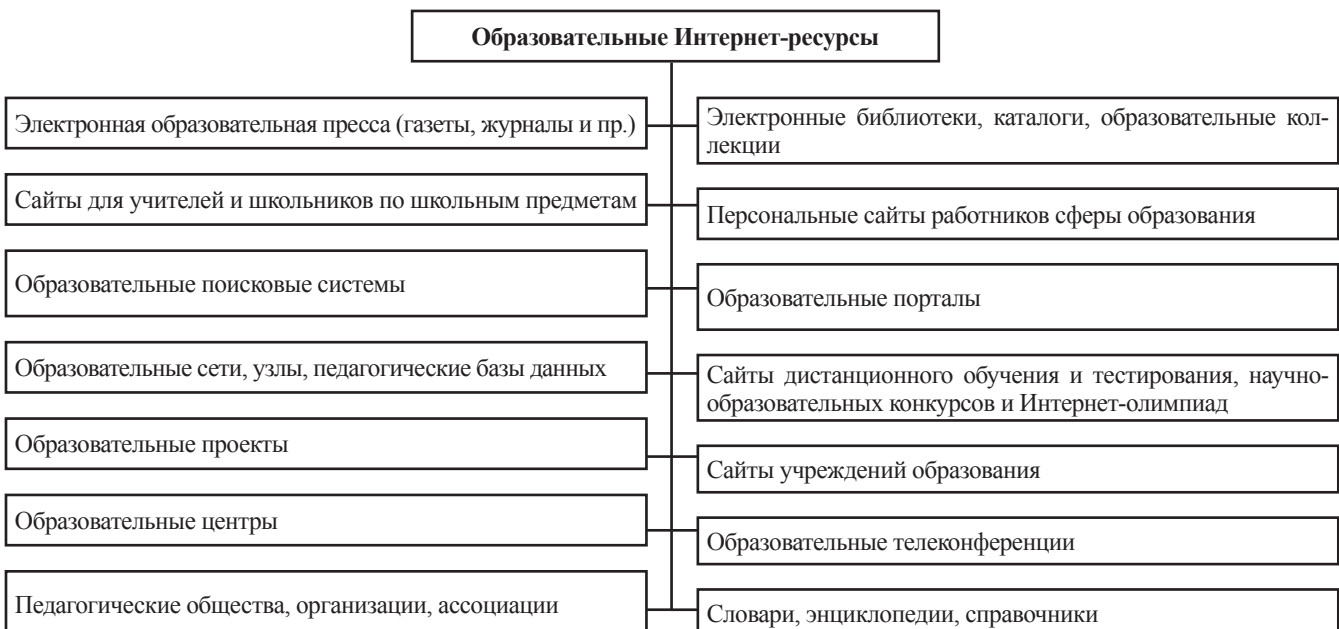 Образовательные Интернет-ресурсы
Электронная образовательная пресса (газеты, журналы и пр.)
Сайты для учителей и школьников по школьным предметам
Образовательные поисковые системы
Образовательные сети, узлы, педагогические базы данных
Образовательные проекты
Образовательные центры
Педагогические общества, организации, ассоциации
Электронные библиотеки, каталоги, образовательные кол-
лекции
Персональные сайты работников сферы образования
Образовательные порталы
Сайты дистанционного обучения и тестирования, научно-
образовательных конкурсов и Интернет-олимпиад
Сайты учреждений образования
Образовательные телеконференции
Словари, энциклопедии, справочники